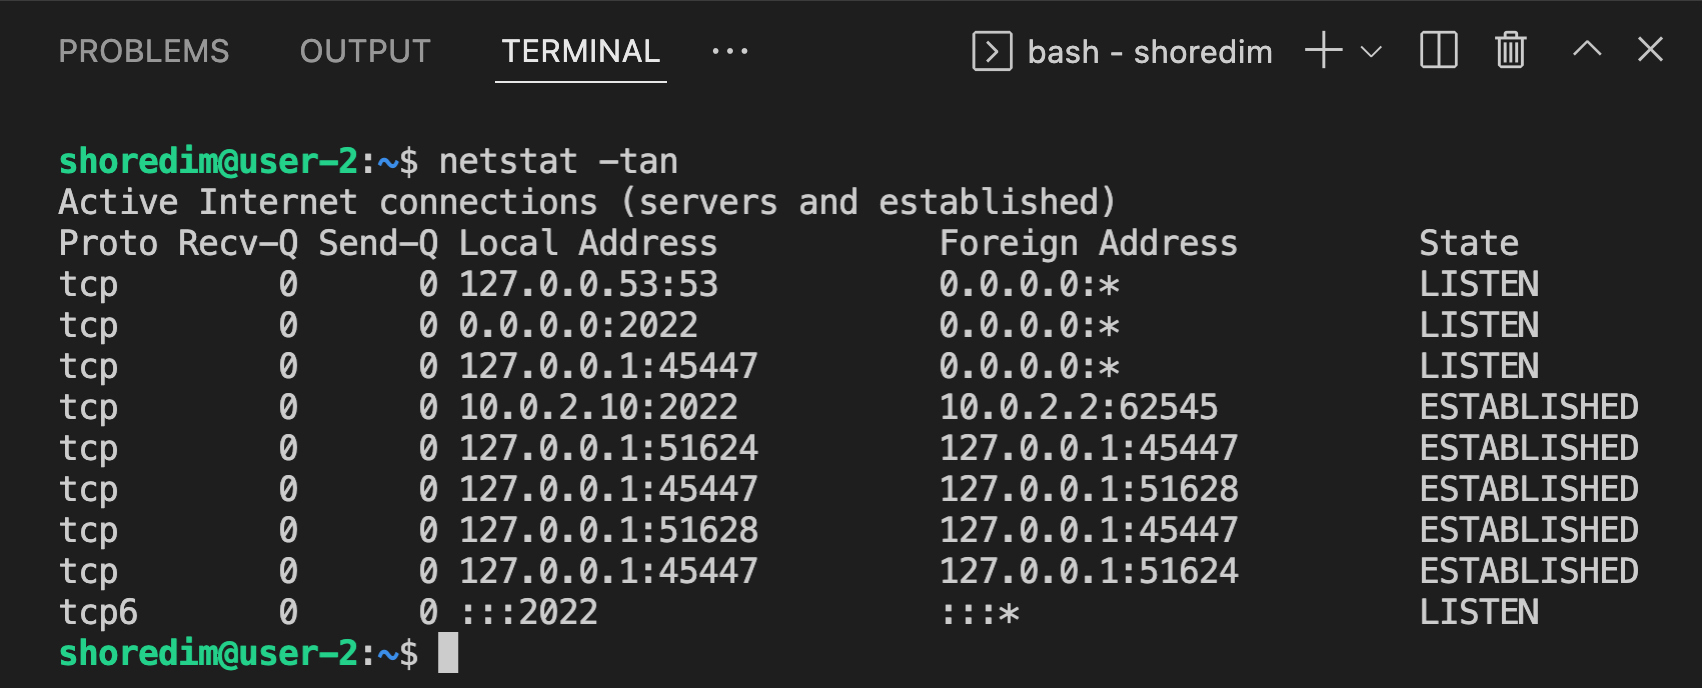 PROBLEMS OUTPUT TERMINAL ··· bash - shoredim
shoredim@user-2:~$ netstat -tan
Active Internet connections (servers and established)
Proto Recv-Q Send-Q Local Address           Foreign Address         State
tcp        0      0 127.0.0.53:53           0.0.0.0:*               LISTEN
tcp        0      0 0.0.0.0:2022            0.0.0.0:*               LISTEN
tcp        0      0 127.0.0.1:45447         0.0.0.0:*               LISTEN
tcp        0      0 10.0.2.10:2022          10.0.2.2:62545          ESTABLISHED
tcp        0      0 127.0.0.1:51624         127.0.0.1:45447         ESTABLISHED
tcp        0      0 127.0.0.1:45447         127.0.0.1:51628         ESTABLISHED
tcp        0      0 127.0.0.1:51628         127.0.0.1:45447         ESTABLISHED
tcp        0      0 127.0.0.1:45447         127.0.0.1:51624         ESTABLISHED
tcp6       0      0 :::2022                 :::*                    LISTEN
shoredim@user-2:~$